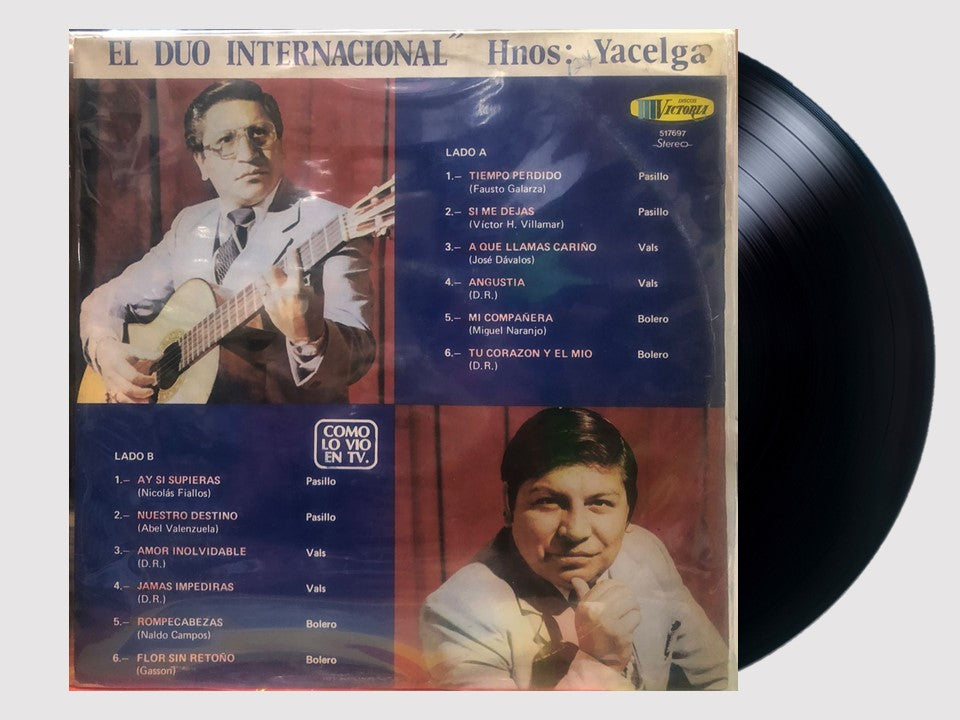 "EL DUO INTERNACIONAL" Hnos: Yacelga
DISCOS
VICTORIA
517697
-Stereo-
LADO A
1.– TIEMPO PERDIDO Pasillo
(Fausto Galarza)
2.– SI ME DEJAS Pasillo
(Víctor H. Villamar)
3.– A QUE LLAMAS CARIÑO Vals
(José Dávalos)
4.– ANGUSTIA Vals
(D.R.)
5.– MI COMPAÑERA Bolero
(Miguel Naranjo)
6.– TU CORAZON Y EL MIO Bolero
(D.R.)
COMO
LO VIO
EN TV.
LADO B
1.– AY SI SUPIERAS Pasillo
(Nicolás Fiallos)
2.– NUESTRO DESTINO Pasillo
(Abel Valenzuela)
3.– AMOR INOLVIDABLE Vals
(D.R.)
4.– JAMAS IMPEDIRAS Vals
(D.R.)
5.– ROMPECABEZAS Bolero
(Naldo Campos)
6.– FLOR SIN RETOÑO Bolero
(Gasson)